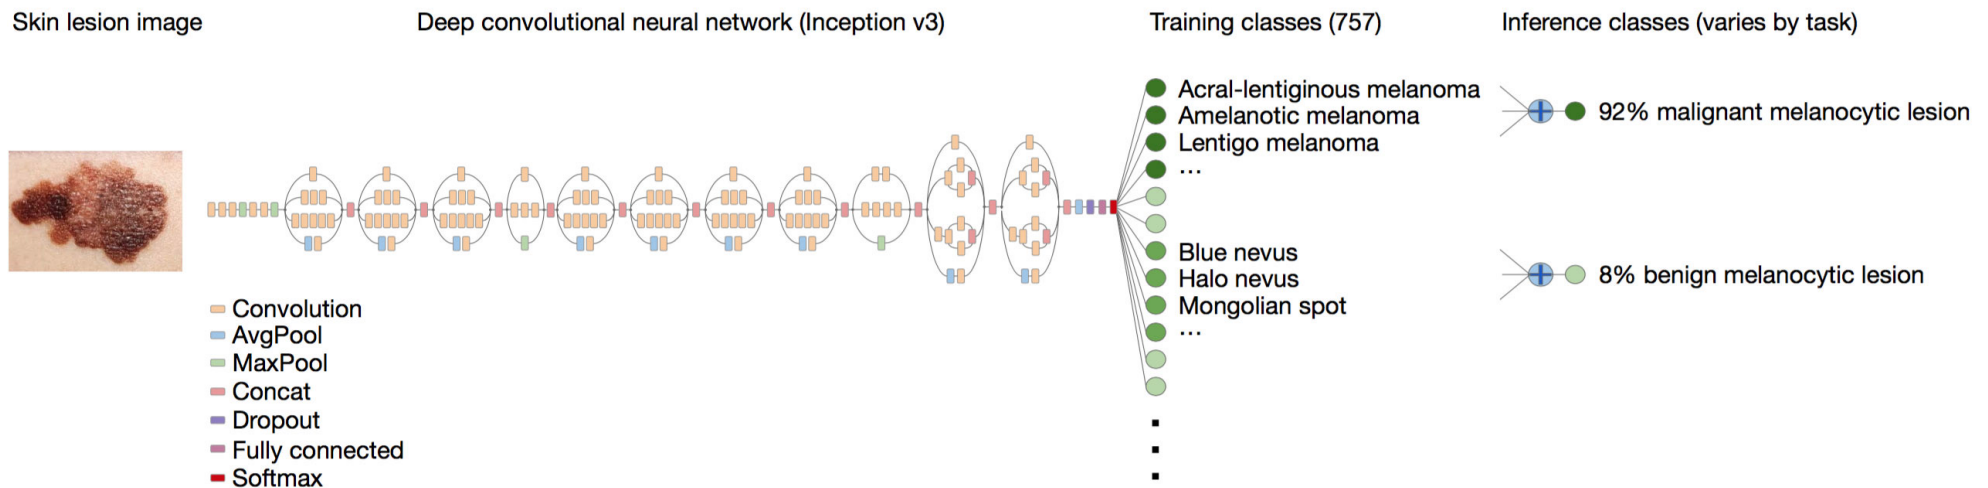 Skin lesion image
Deep convolutional neural network (Inception v3)
Training classes (757)
Inference classes (varies by task)
Acral-lentiginous melanoma
Amelanotic melanoma
Lentigo melanoma
...
Blue nevus
Halo nevus
Mongolian spot
...
92% malignant melanocytic lesion
8% benign melanocytic lesion
Convolution
AvgPool
MaxPool
Concat
Dropout
Fully connected
Softmax